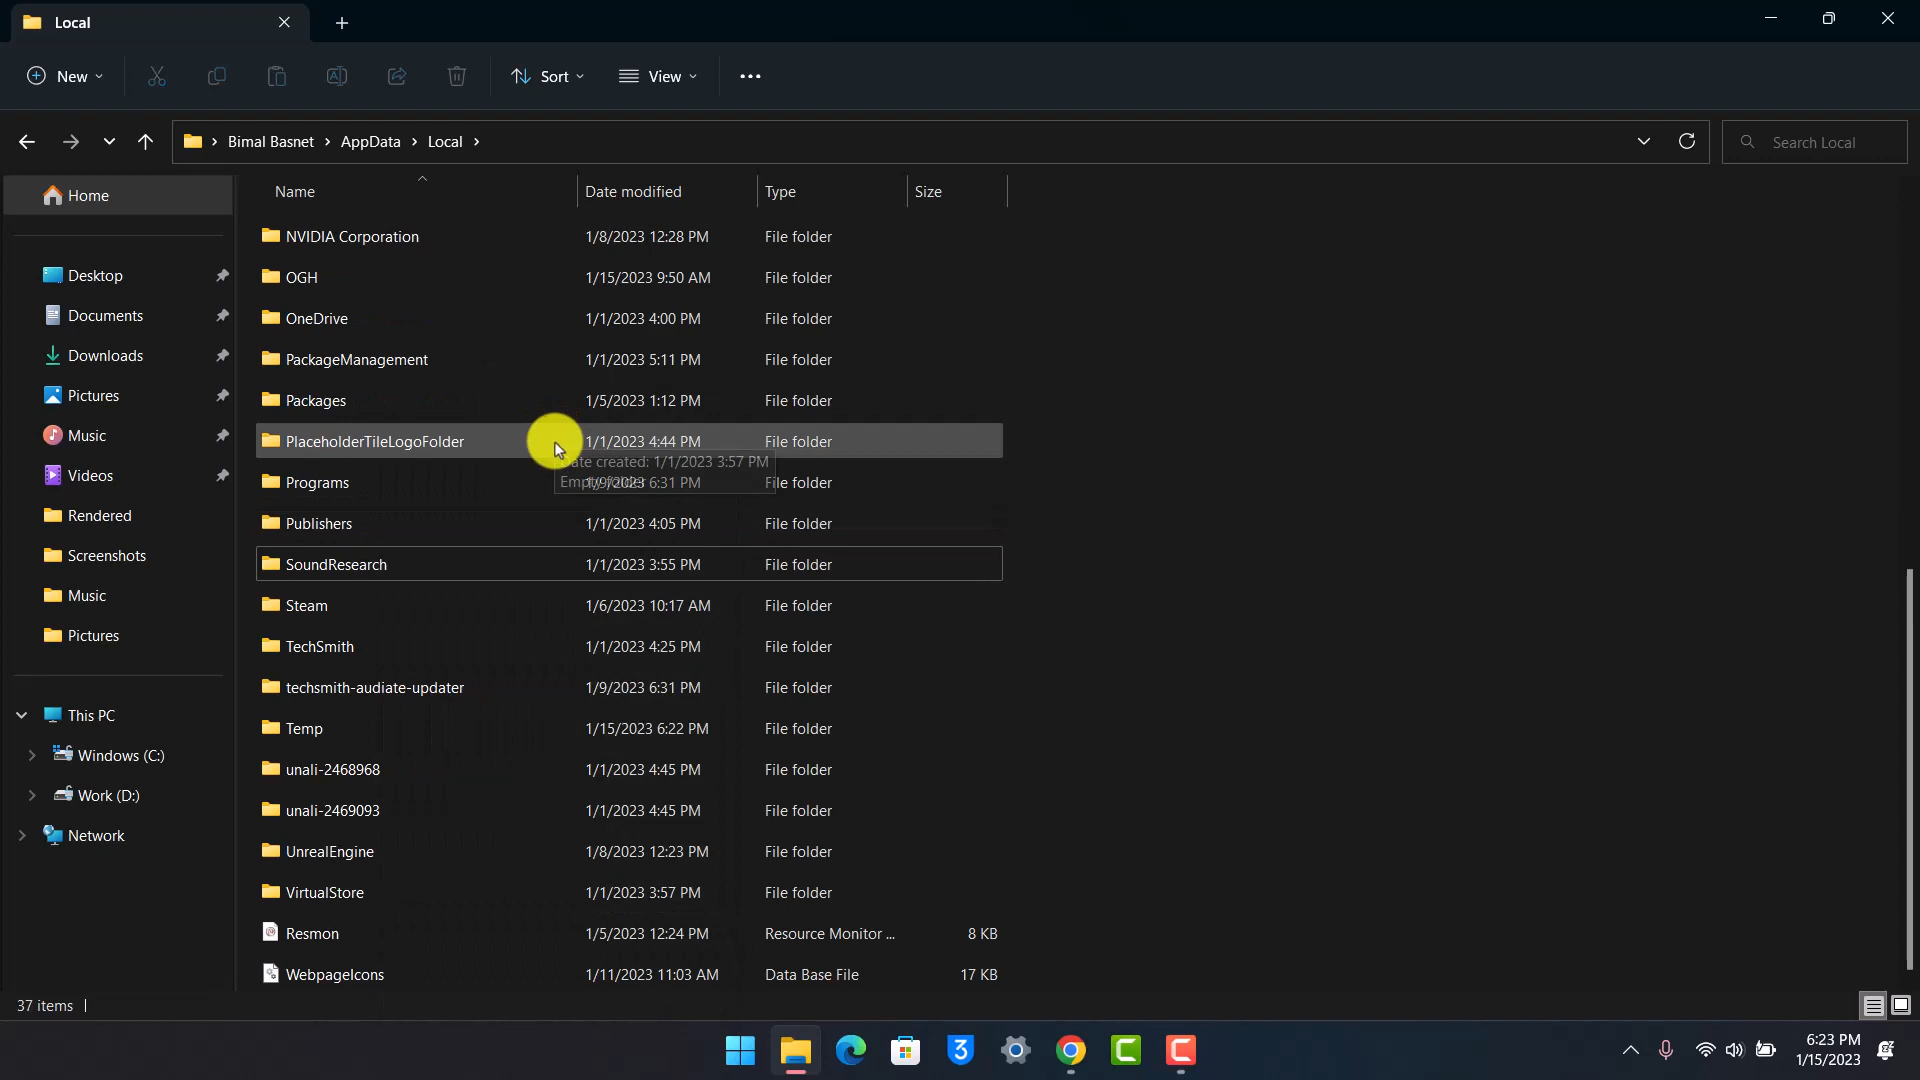 Local
New
Sort
View
Bimal Basnet
AppData
Local
Search Local
Home
Desktop
Documents
Downloads
Pictures
Music
Videos
Rendered
Screenshots
Music
Pictures
This PC
Windows (C:)
Work (D:)
Network
Name Date modified Type Size
NVIDIA Corporation 1/8/2023 12:28 PM File folder
OGH 1/15/2023 9:50 AM File folder
OneDrive 1/1/2023 4:00 PM File folder
PackageManagement 1/1/2023 5:11 PM File folder
Packages 1/5/2023 1:12 PM File folder
PlaceholderTileLogoFolder 1/1/2023 4:44 PM File folder
Date created: 1/1/2023 3:57 PM
Empty folder
Programs 1/9/2023 6:31 PM File folder
Publishers 1/1/2023 4:05 PM File folder
SoundResearch 1/1/2023 3:55 PM File folder
Steam 1/6/2023 10:17 AM File folder
TechSmith 1/1/2023 4:25 PM File folder
techsmith-audiate-updater 1/9/2023 6:31 PM File folder
Temp 1/15/2023 6:22 PM File folder
unali-2468968 1/1/2023 4:45 PM File folder
unali-2469093 1/1/2023 4:45 PM File folder
UnrealEngine 1/8/2023 12:23 PM File folder
VirtualStore 1/1/2023 3:57 PM File folder
Resmon 1/5/2023 12:24 PM Resource Monitor ... 8 KB
WebpageIcons 1/11/2023 11:03 AM Data Base File 17 KB
37 items
3
6:23 PM
1/15/2023